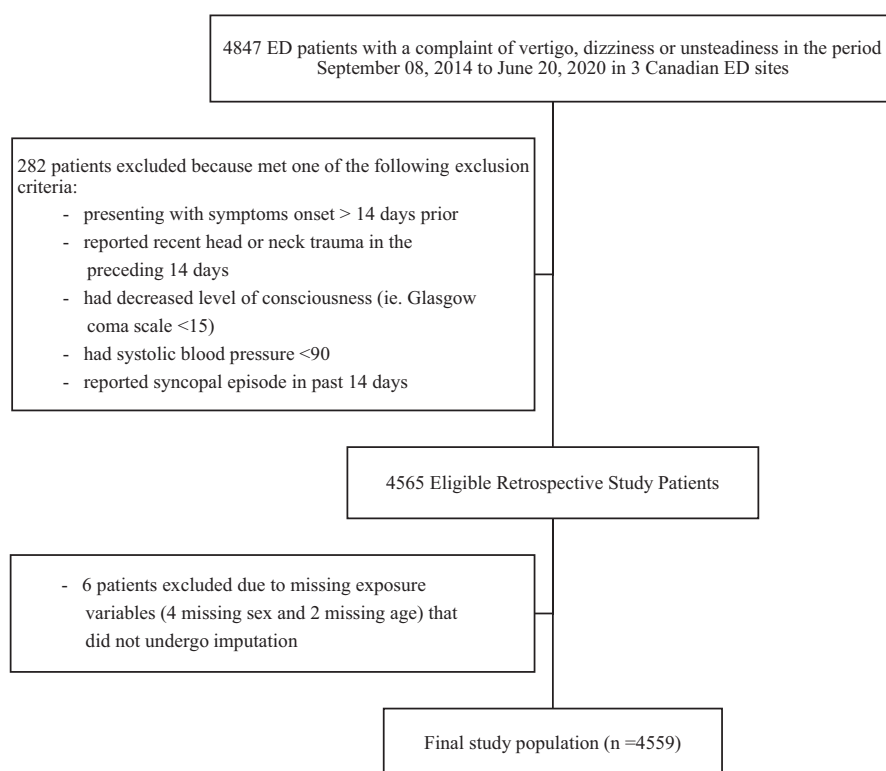 4847 ED patients with a complaint of vertigo, dizziness or unsteadiness in the period
September 08, 2014 to June 20, 2020 in 3 Canadian ED sites
282 patients excluded because met one of the following exclusion
criteria:
- presenting with symptoms onset > 14 days prior
- reported recent head or neck trauma in the
preceding 14 days
- had decreased level of consciousness (ie. Glasgow
coma scale <15)
- had systolic blood pressure <90
- reported syncopal episode in past 14 days
4565 Eligible Retrospective Study Patients
- 6 patients excluded due to missing exposure
variables (4 missing sex and 2 missing age) that
did not undergo imputation
Final study population (n =4559)